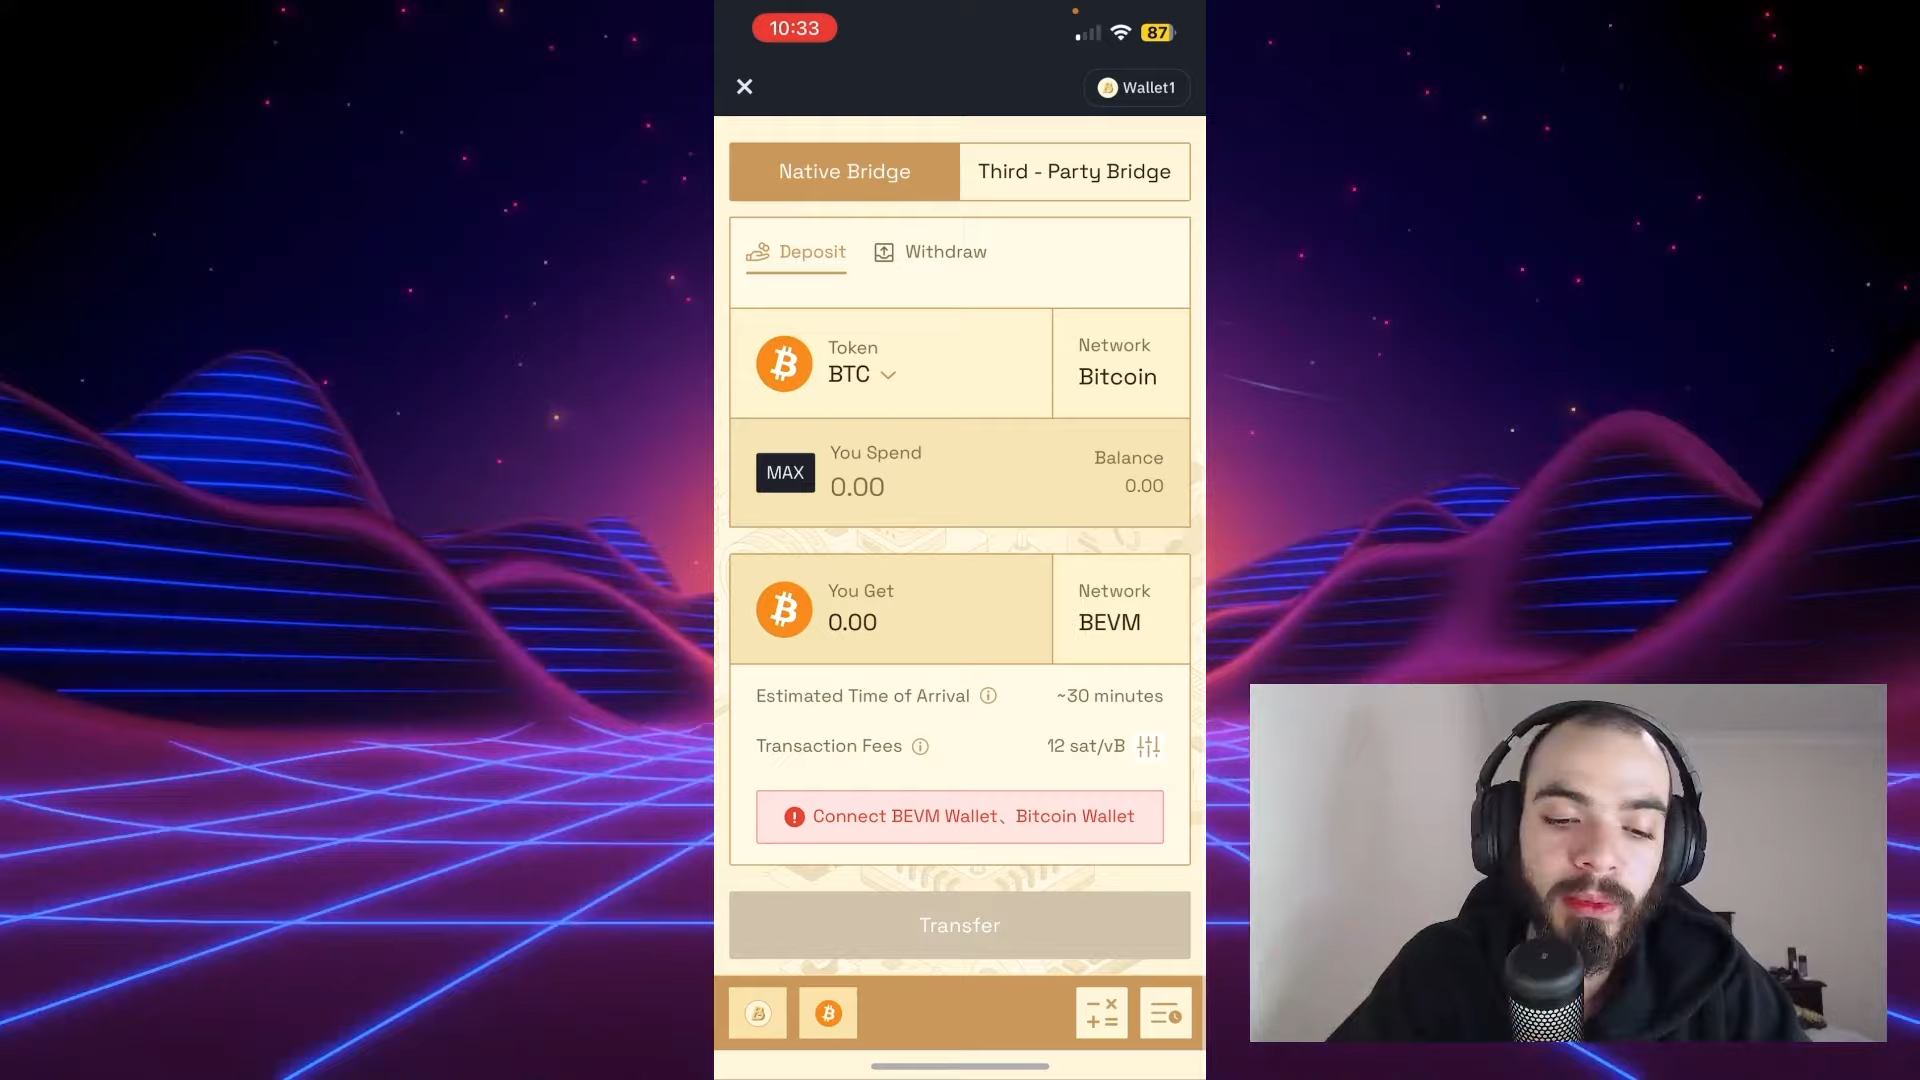 10:33
87
Wallet1
Native Bridge
Third - Party Bridge
Deposit
Withdraw
Token
BTC
Network
Bitcoin
MAX
You Spend
0.00
Balance
0.00
You Get
0.00
Network
BEVM
Estimated Time of Arrival
~30 minutes
Transaction Fees
12 sat/vB
Connect BEVM Wallet、Bitcoin Wallet
Transfer